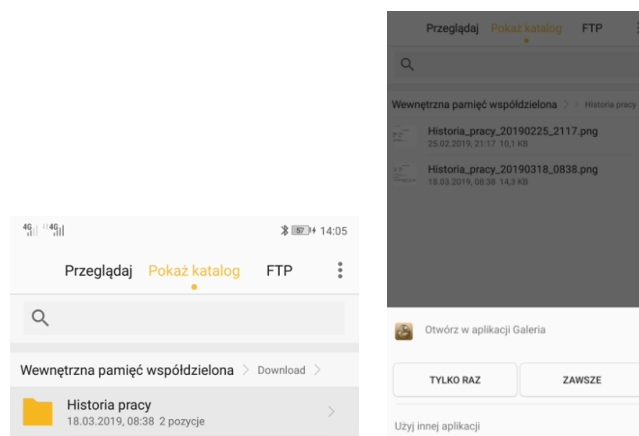 4G 4G 57 14:05
Przeglądaj Pokaż katalog FTP
Wewnętrzna pamięć współdzielona > Download >
Historia pracy
18.03.2019, 08:38 2 pozycje
Przeglądaj Pokaż katalog FTP
Wewnętrzna pamięć współdzielona > > Historia pracy
Historia_pracy_20190225_2117.png
25.02.2019, 21:17 10,1 KB
Historia_pracy_20190318_0838.png
18.03.2019, 08:38 14,3 KB
Otwórz w aplikacji Galeria
TYLKO RAZ ZAWSZE
Użyj innej aplikacji